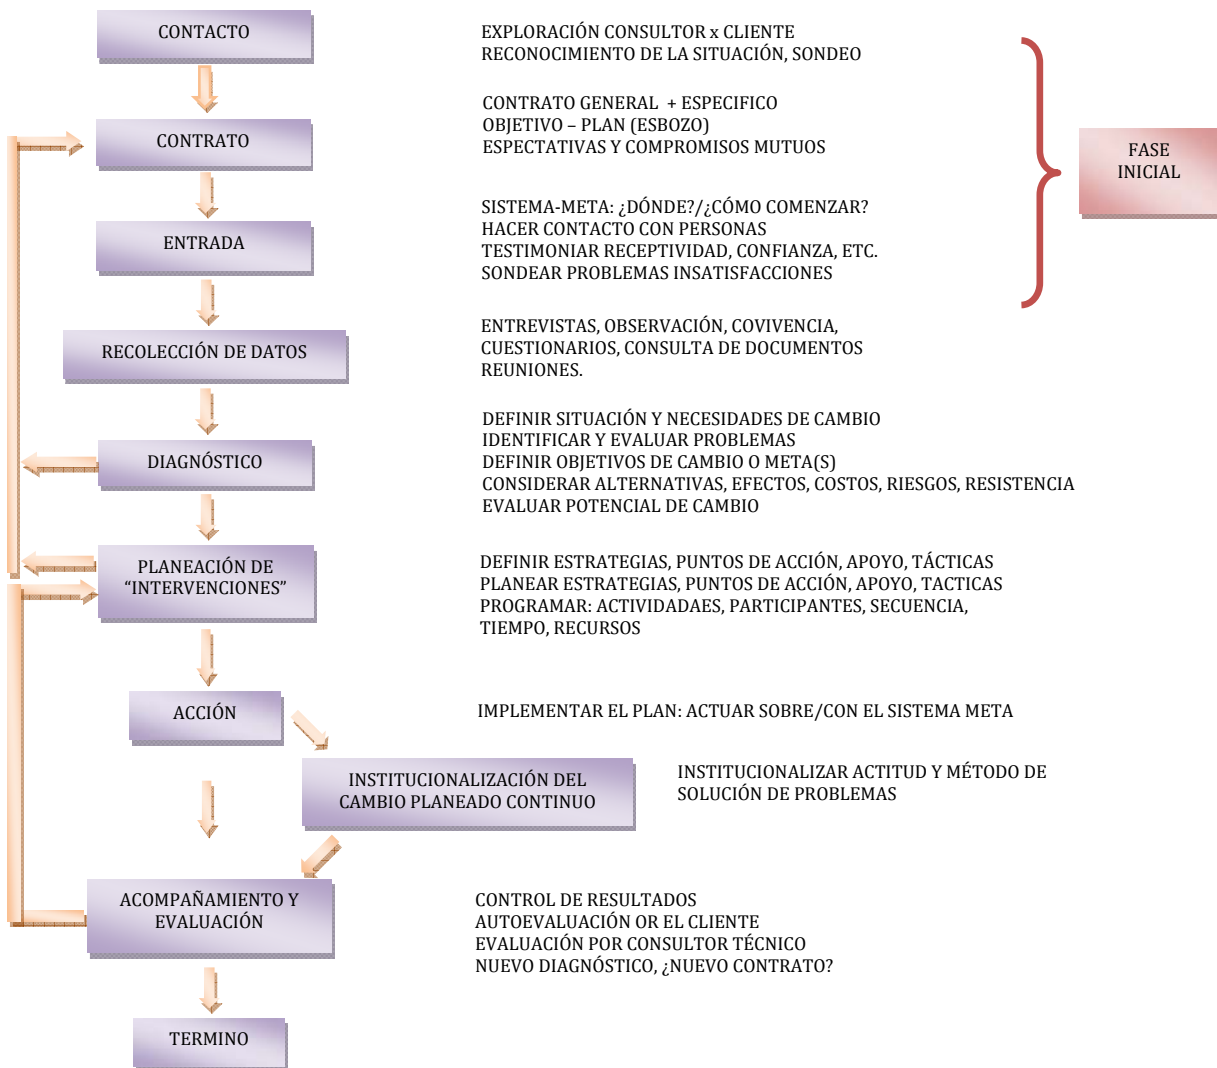 CONTACTO
EXPLORACIÓN CONSULTOR x CLIENTE
RECONOCIMIENTO DE LA SITUACIÓN, SONDEO
CONTRATO
CONTRATO GENERAL + ESPECIFICO
OBJETIVO – PLAN (ESBOZO)
ESPECTATIVAS Y COMPROMISOS MUTUOS
FASE
INICIAL
ENTRADA
SISTEMA-META: ¿DÓNDE?/¿CÓMO COMENZAR?
HACER CONTACTO CON PERSONAS
TESTIMONIAR RECEPTIVIDAD, CONFIANZA, ETC.
SONDEAR PROBLEMAS INSATISFACCIONES
RECOLECCIÓN DE DATOS
ENTREVISTAS, OBSERVACIÓN, COVIVENCIA,
CUESTIONARIOS, CONSULTA DE DOCUMENTOS
REUNIONES.
DIAGNÓSTICO
DEFINIR SITUACIÓN Y NECESIDADES DE CAMBIO
IDENTIFICAR Y EVALUAR PROBLEMAS
DEFINIR OBJETIVOS DE CAMBIO O META(S)
CONSIDERAR ALTERNATIVAS, EFECTOS, COSTOS, RIESGOS, RESISTENCIA
EVALUAR POTENCIAL DE CAMBIO
PLANEACIÓN DE
“INTERVENCIONES”
DEFINIR ESTRATEGIAS, PUNTOS DE ACCIÓN, APOYO, TÁCTICAS
PLANEAR ESTRATEGIAS, PUNTOS DE ACCIÓN, APOYO, TACTICAS
PROGRAMAR: ACTIVIDADAES, PARTICIPANTES, SECUENCIA,
TIEMPO, RECURSOS
ACCIÓN
IMPLEMENTAR EL PLAN: ACTUAR SOBRE/CON EL SISTEMA META
INSTITUCIONALIZACIÓN DEL
CAMBIO PLANEADO CONTINUO
INSTITUCIONALIZAR ACTITUD Y MÉTODO DE
SOLUCIÓN DE PROBLEMAS
ACOMPAÑAMIENTO Y
EVALUACIÓN
CONTROL DE RESULTADOS
AUTOEVALUACIÓN OR EL CLIENTE
EVALUACIÓN POR CONSULTOR TÉCNICO
NUEVO DIAGNÓSTICO, ¿NUEVO CONTRATO?
TERMINO